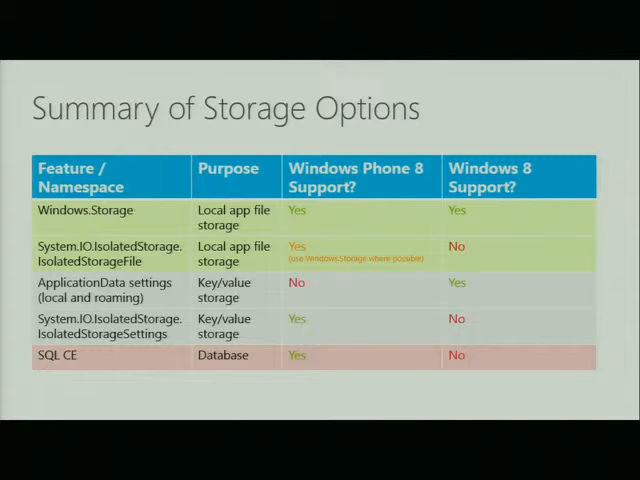 Summary of Storage Options
Feature / Namespace Purpose Windows Phone 8 Support? Windows 8 Support?
Windows.Storage Local app file storage Yes Yes
System.IO.IsolatedStorage. IsolatedStorageFile Local app file storage Yes (use Windows.Storage where possible) No
ApplicationData settings (local and roaming) Key/value storage No Yes
System.IO.IsolatedStorage. IsolatedStorageSettings Key/value storage Yes No
SQL CE Database Yes No